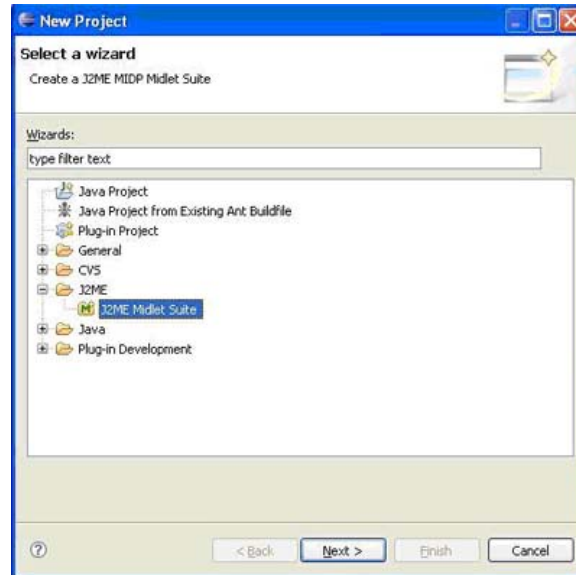 New Project
Select a wizard
Create a J2ME MIDP Midlet Suite
Wizards:
type filter text
Java Project
Java Project from Existing Ant Buildfile
Plug-in Project
General
CVS
J2ME
J2ME Midlet Suite
Java
Plug-in Development
< Back Next > Finish Cancel